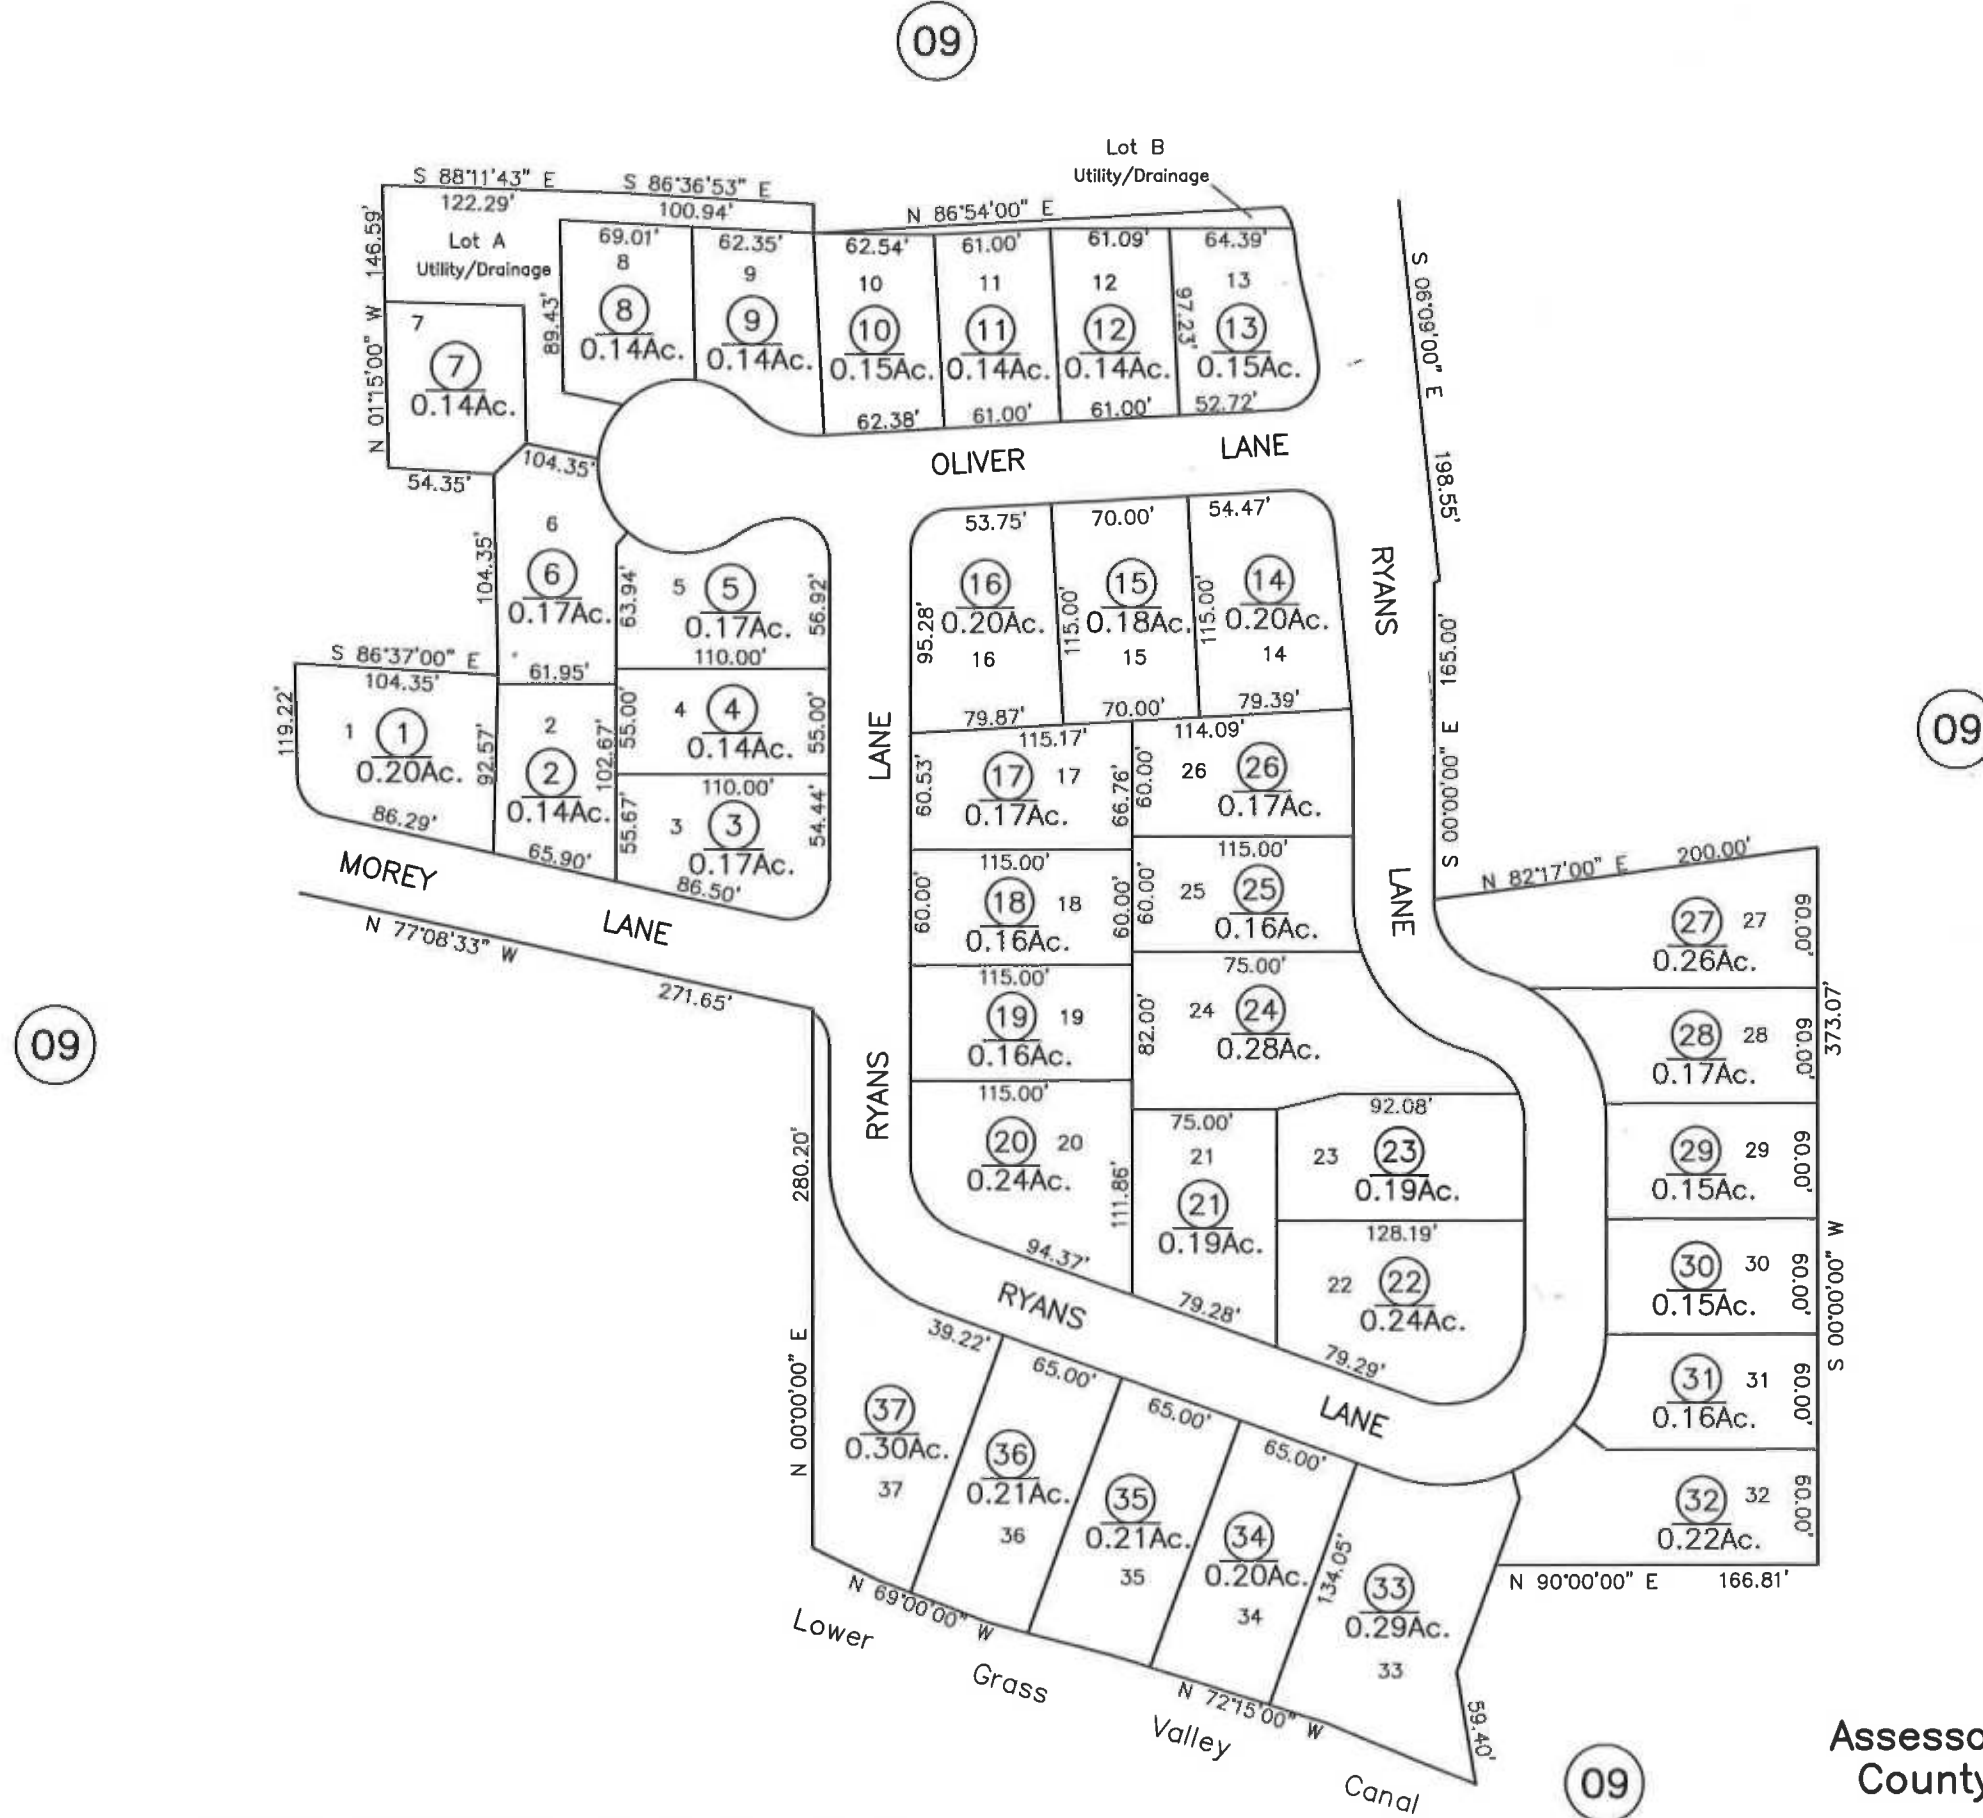 09
Lot B
Utility/Drainage
S 88°11'43" E
122.29'
S 86°36'53" E
100.94'
N 86°54'00" E
146.59'
N 01°15'00" W
Lot A
Utility/Drainage
7
7
0.14Ac.
54.35'
89.43'
69.01'
8
8
0.14Ac.
62.35'
9
9
0.14Ac.
62.54'
10
10
0.15Ac.
62.38'
61.00'
11
11
0.14Ac.
61.00'
61.09'
12
12
0.14Ac.
61.00'
64.39'
13
97.23'
13
0.15Ac.
52.72'
S 06°09'00" E
198.55'
OLIVER LANE
104.35'
104.35'
6
6
0.17Ac.
61.95'
63.94'
5
5
0.17Ac.
56.92'
110.00'
53.75'
16
0.20Ac.
16
95.28'
79.87'
70.00'
115.00'
15
0.18Ac.
15
70.00'
54.47'
115.00'
14
0.20Ac.
14
79.39'
RYANS
LANE
165.00'
S 00°00'00" E
S 86°37'00" E
104.35'
119.22'
1
1
0.20Ac.
92.57'
86.29'
2
2
0.14Ac.
102.67'
65.90'
55.00'
4
4
0.14Ac.
55.00'
110.00'
55.67'
3
3
0.17Ac.
54.44'
86.50'
MOREY
LANE
N 77°08'33" W
271.65'
LANE
RYANS
115.17'
60.53'
17
17
0.17Ac.
66.76'
114.09'
60.00'
26
26
0.17Ac.
09
115.00'
60.00'
18
18
0.16Ac.
60.00'
115.00'
60.00'
25
25
0.16Ac.
N 82°17'00" E
200.00'
27
27
0.26Ac.
60.00'
115.00'
19
19
0.16Ac.
75.00'
82.00'
24
24
0.28Ac.
28
28
0.17Ac.
60.00'
373.07'
09
115.00'
20
20
0.24Ac.
111.86'
94.37'
75.00'
21
21
0.19Ac.
79.28'
92.08'
23
23
0.19Ac.
128.19'
22
22
0.24Ac.
79.29'
29
29
0.15Ac.
60.00'
30
30
0.15Ac.
60.00'
S 00°00'00" W
31
31
0.16Ac.
60.00'
32
32
0.22Ac.
60.00'
N 90°00'00" E
166.81'
280.20'
N 00°00'00" E
RYANS
LANE
39.22'
37
0.30Ac.
37
65.00'
36
0.21Ac.
36
65.00'
35
0.21Ac.
35
65.00'
34
0.20Ac.
34
134.05'
33
0.29Ac.
33
59.40'
N 69°00'00" W
N 72°15'00" W
Lower
Grass
Valley
Canal
09
Assesso
County